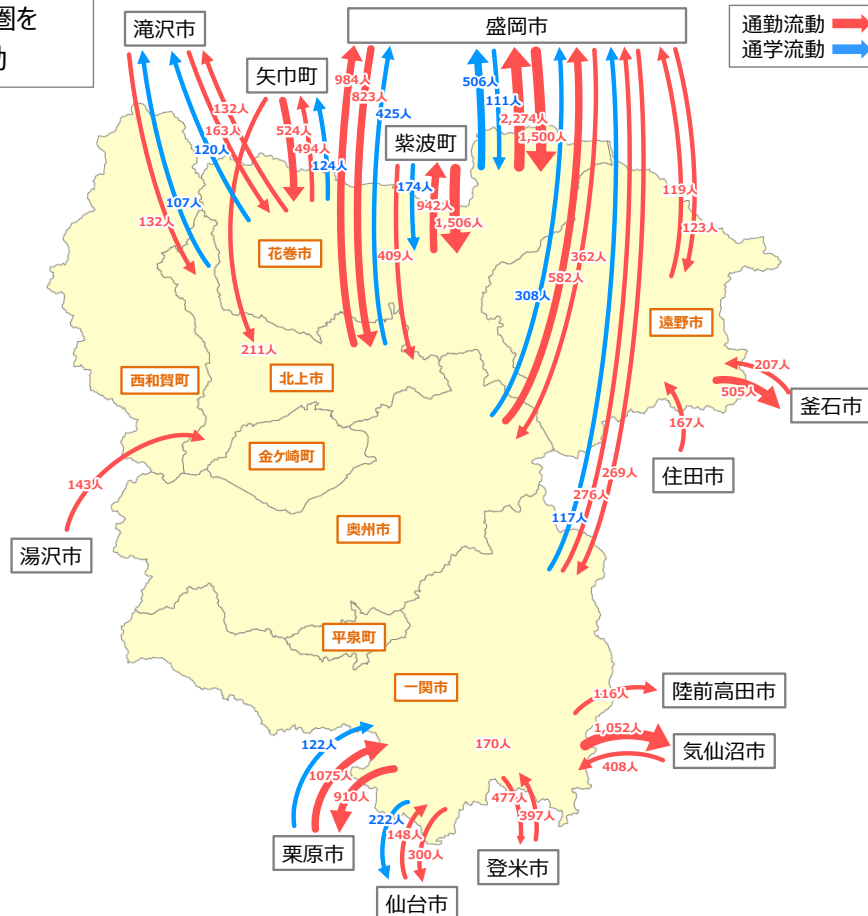 圏を
動
滝沢市
盛岡市
通勤流動
通学流動
矢巾町
紫波町
984人
823人
425人
506人
111人
2,274人
1,500人
132人
163人
120人
524人
494人
124人
174人
942人
1,506人
107人
132人
119人
123人
花巻市
409人
362人
582人
308人
遠野市
211人
西和賀町
北上市
207人
505人
釜石市
167人
金ケ崎町
住田市
143人
269人
276人
117人
奥州市
湯沢市
平泉町
一関市
116人
陸前高田市
1,052人
気仙沼市
408人
170人
122人
1075人
910人
477人
397人
222人
148人
300人
栗原市
登米市
仙台市